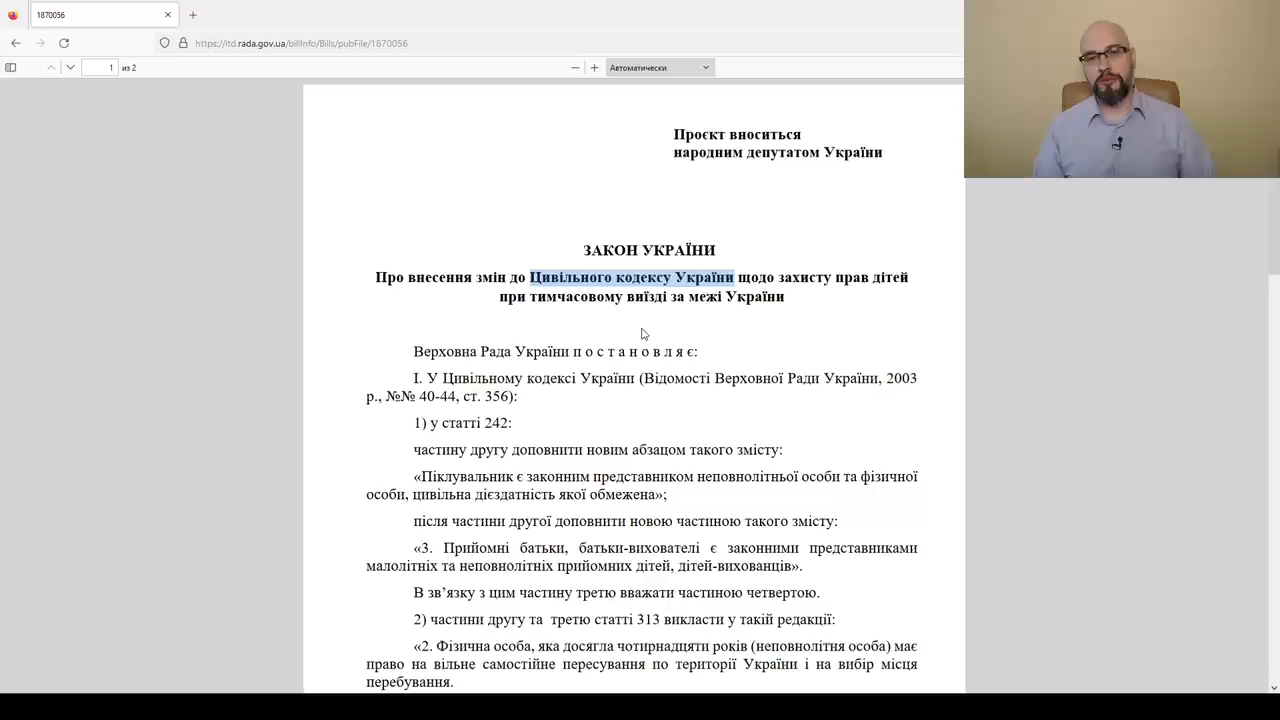 1870056
https://itd.rada.gov.ua/billInfo/Bills/pubFile/1870056
1 из 2
Автоматически
Проєкт вноситься
народним депутатом України
ЗАКОН УКРАЇНИ
Про внесення змін до Цивільного кодексу України щодо захисту прав дітей
при тимчасовому виїзді за межі України
Верховна Рада України п о с т а н о в л я є:
І. У Цивільному кодексі України (Відомості Верховної Ради України, 2003
р., №№ 40-44, ст. 356):
1) у статті 242:
частину другу доповнити новим абзацом такого змісту:
«Піклувальник є законним представником неповнолітньої особи та фізичної
особи, цивільна дієздатність якої обмежена»;
після частини другої доповнити новою частиною такого змісту:
«3. Прийомні батьки, батьки-вихователі є законними представниками
малолітніх та неповнолітніх прийомних дітей, дітей-вихованців».
В зв’язку з цим частину третю вважати частиною четвертою.
2) частини другу та третю статті 313 викласти у такій редакції:
«2. Фізична особа, яка досягла чотирнадцяти років (неповнолітня особа) має
право на вільне самостійне пересування по території України і на вибір місця
перебування.